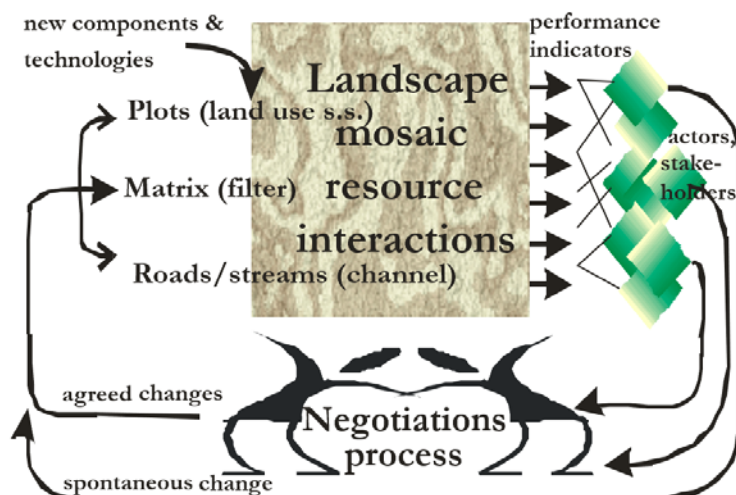 new components &
technologies
performance
indicators
Landscape
mosaic
resource
interactions
Plots (land use s.s.)
Matrix (filter)
Roads/streams (channel)
actors,
stake-
holders
agreed changes
Negotiations
process
spontaneous change